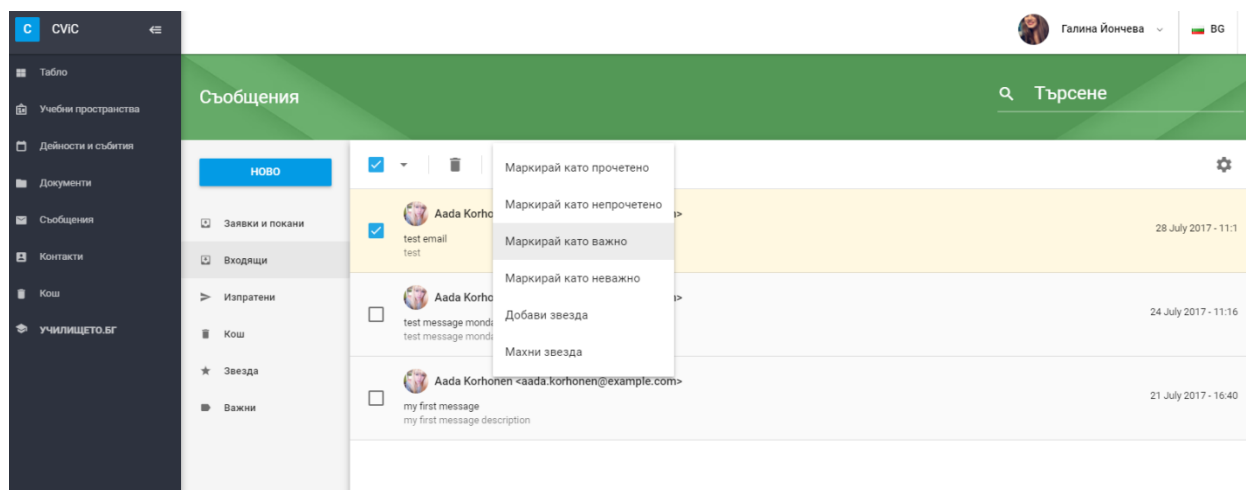 C CViC
Галина Йончева
BG
Табло
Учебни пространства
Дейности и събития
Документи
Съобщения
Контакти
Кош
УЧИЛИЩЕТО.БГ
Съобщения
Търсене
НОВО
Заявки и покани
Входящи
Изпратени
Кош
Звезда
Важни
Маркирай като прочетено
Маркирай като непрочетено
Маркирай като важно
Маркирай като неважно
Добави звезда
Махни звезда
Aada Korho
test email
test
28 July 2017 - 11:1
Aada Korho
test message monda
test message monda
24 July 2017 - 11:16
Aada Korhonen <aada.korhonen@example.com>
my first message
my first message description
21 July 2017 - 16:40